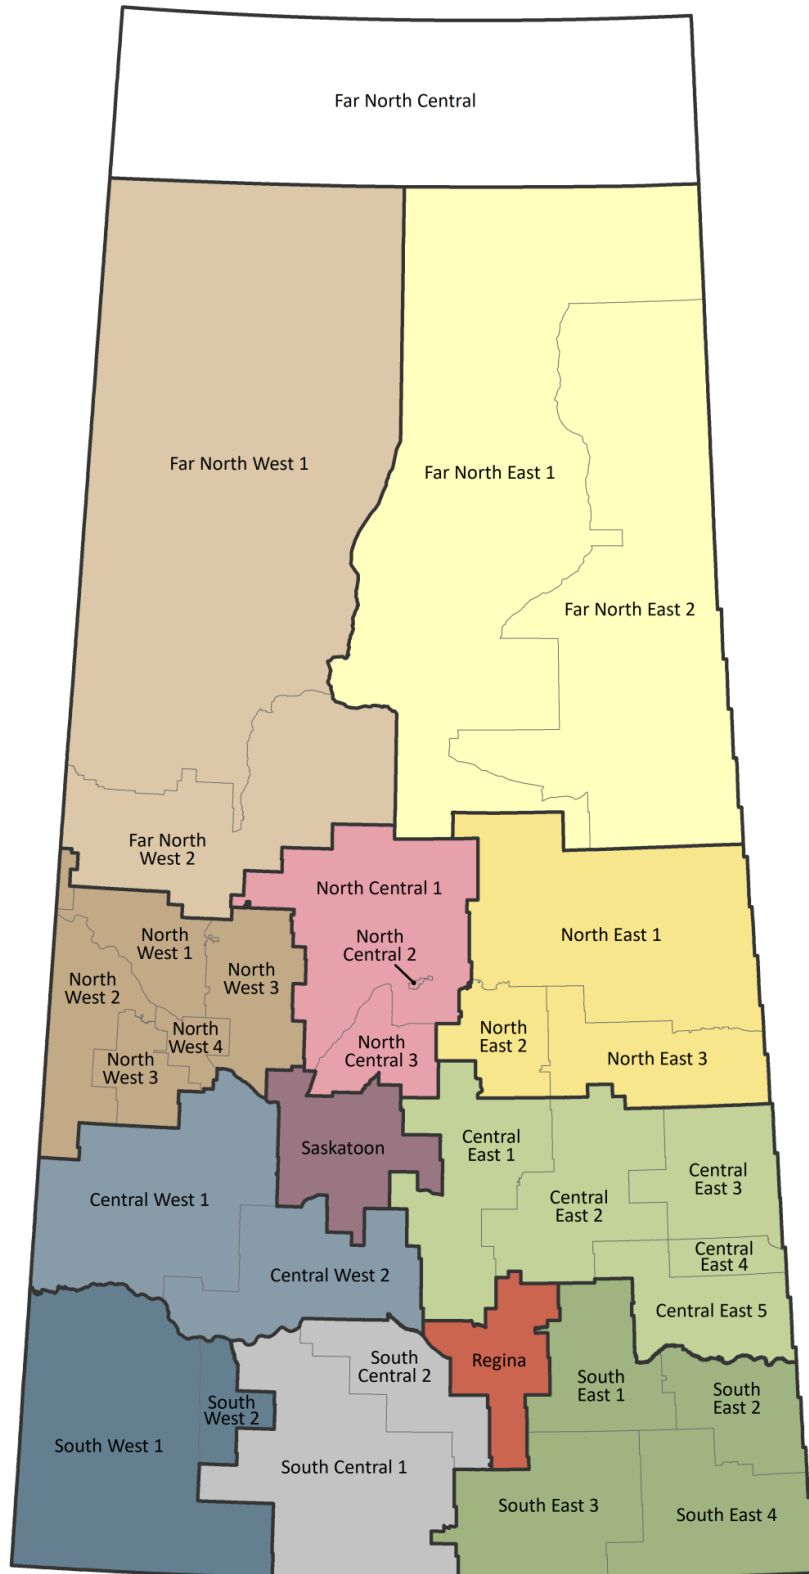 Far North Central
Far North West 1
Far North East 1
Far North East 2
Far North
West 2
North Central 1
North
West 1
North
Central 2
North East 1
North
West 2
North
West 3
North
West 4
North
West 3
North
Central 3
North
East 2
North East 3
Saskatoon
Central
East 1
Central
East 3
Central West 1
Central
East 2
Central
East 4
Central West 2
Central East 5
South
Central 2
Regina
South
East 1
South
East 2
South
West 2
South West 1
South Central 1
South East 3
South East 4